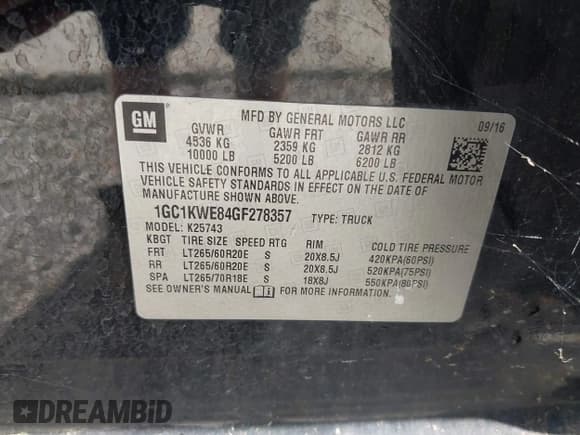 GM
MFD BY GENERAL MOTORS LLC
GVWR GAWR FRT GAWR RR 09/16
4536 KG 2359 KG 2812 KG
10000 LB 5200 LB 6200 LB
THIS VEHICLE CONFORMS TO ALL APPLICABLE U.S. FEDERAL MOTOR
VEHICLE SAFETY STANDARDS IN EFFECT ON THE DATE OF
MANUFACTURE SHOWN ABOVE.
1GC1KWE84GF278357 TYPE: TRUCK
MODEL: K25743
KBGT TIRE SIZE SPEED RTG RIM COLD TIRE PRESSURE
FRT LT265/60R20E S 20X8.5J 420KPA(60PSI)
RR LT265/60R20E S 20X8.5J 520KPA(75PSI)
SPA LT265/70R18E S 18X8J 550KPA(80PSI)
SEE OWNER'S MANUAL FOR MORE INFORMATION.
DREAMBID